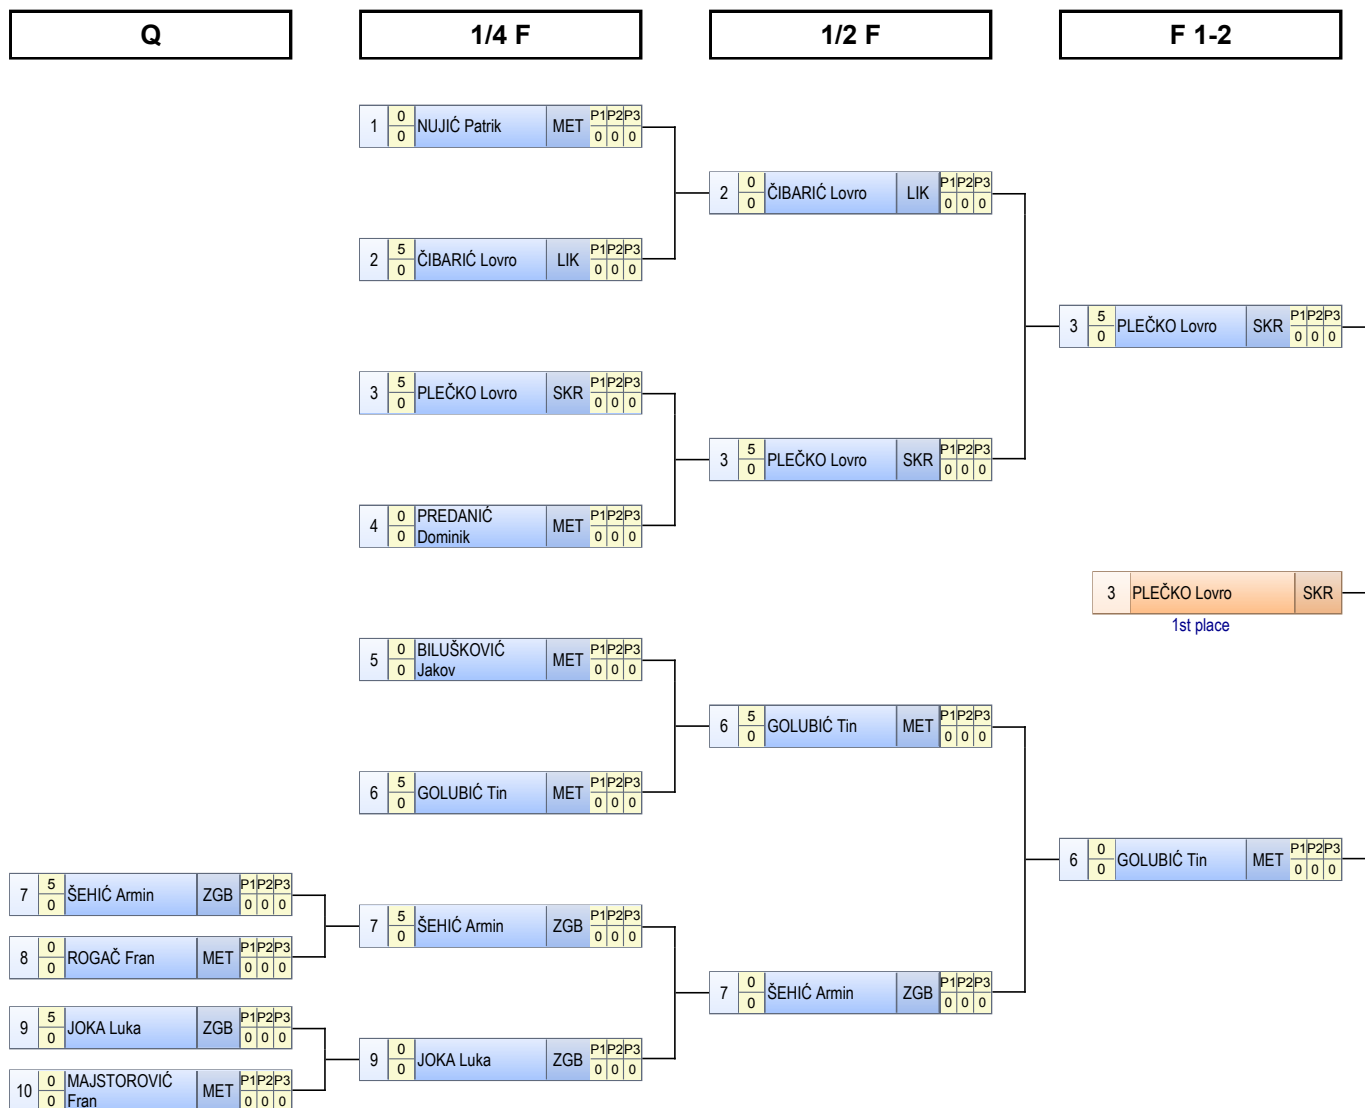 Q 1/4 F 1/2 F F 1-2
1 0 0 NUJIĆ Patrik MET P1 P2 P3 0 0 0
2 0 0 ČIBARIĆ Lovro LIK P1 P2 P3 0 0 0
2 5 0 ČIBARIĆ Lovro LIK P1 P2 P3 0 0 0
3 5 0 PLEČKO Lovro SKR P1 P2 P3 0 0 0
3 5 0 PLEČKO Lovro SKR P1 P2 P3 0 0 0
3 5 0 PLEČKO Lovro SKR P1 P2 P3 0 0 0
4 0 0 PREDANIĆ
Dominik MET P1 P2 P3 0 0 0
3 PLEČKO Lovro SKR
1st place
5 0 0 BILUŠKOVIĆ
Jakov MET P1 P2 P3 0 0 0
6 5 0 GOLUBIĆ Tin MET P1 P2 P3 0 0 0
6 5 0 GOLUBIĆ Tin MET P1 P2 P3 0 0 0
6 0 0 GOLUBIĆ Tin MET P1 P2 P3 0 0 0
7 5 0 ŠEHIĆ Armin ZGB P1 P2 P3 0 0 0
7 5 0 ŠEHIĆ Armin ZGB P1 P2 P3 0 0 0
8 0 0 ROGAČ Fran MET P1 P2 P3 0 0 0
7 0 0 ŠEHIĆ Armin ZGB P1 P2 P3 0 0 0
9 5 0 JOKA Luka ZGB P1 P2 P3 0 0 0
9 0 0 JOKA Luka ZGB P1 P2 P3 0 0 0
10 0 0 MAJSTOROVIĆ
Fran MET P1 P2 P3 0 0 0